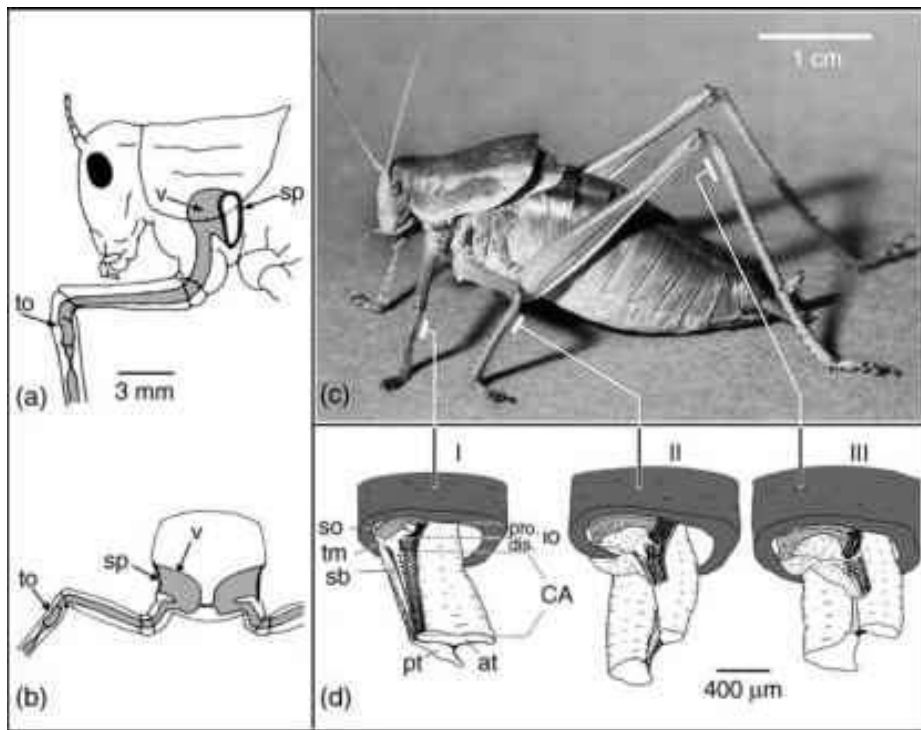 v
sp
to
3 mm
(a)
v
sp
to
(b)
1 cm
(c)
I
II
III
so
pro
io
tm
dis
sb
CA
pt
at
400 µm
(d)